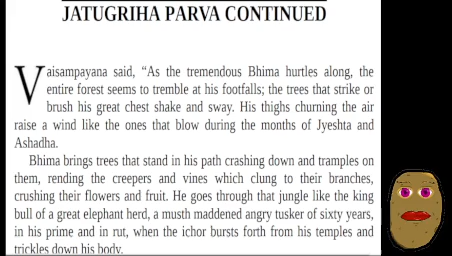 JATUGRIHA PARVA CONTINUED
Vaisampayana said, “As the tremendous Bhima hurtles along, the
entire forest seems to tremble at his footfalls; the trees that strike or
brush his great chest shake and sway. His thighs churning the air
raise a wind like the ones that blow during the months of Jyeshta and
Ashadha.
Bhima brings trees that stand in his path crashing down and tramples on
them, rending the creepers and vines which clung to their branches,
crushing their flowers and fruit. He goes through that jungle like the king
bull of a great elephant herd, a musth maddened angry tusker of sixty years,
in his prime and in rut, when the ichor bursts forth from his temples and
trickles down his body.